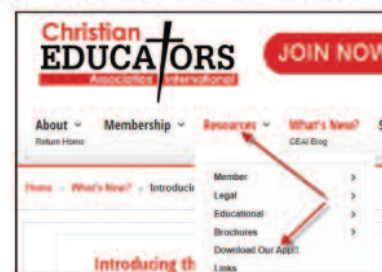 Christian
EDUCATORS
Association International
JOIN NOW
About Membership Resources What's New? S
Return Home
CEAI Blog
Home - What's New? - Introducin
Member
Legal
Educational
Brochures
Download Our App!!
Links
Introducing th